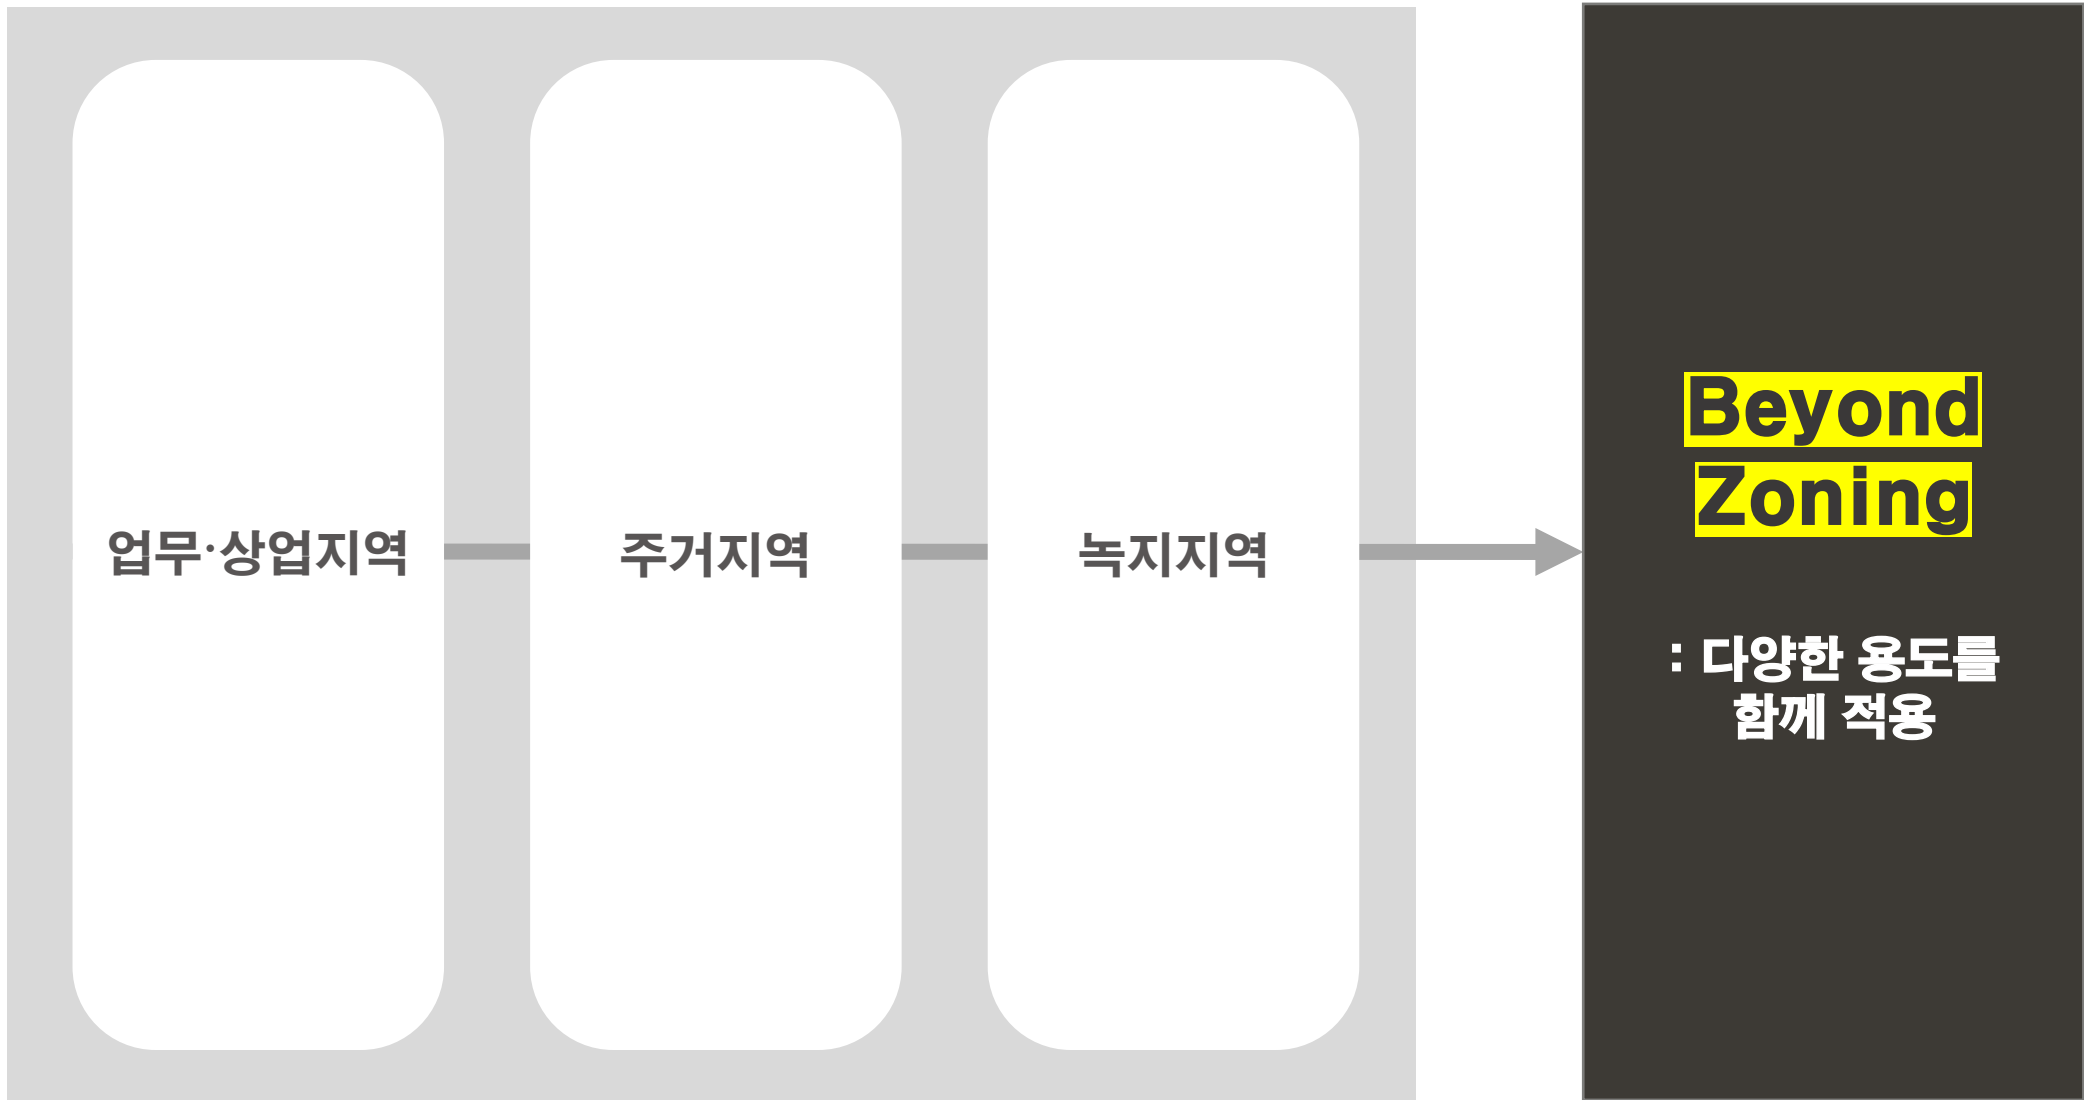 업무·상업지역
주거지역
녹지지역
Beyond
Zoning
: 다양한 용도를
함께 적용